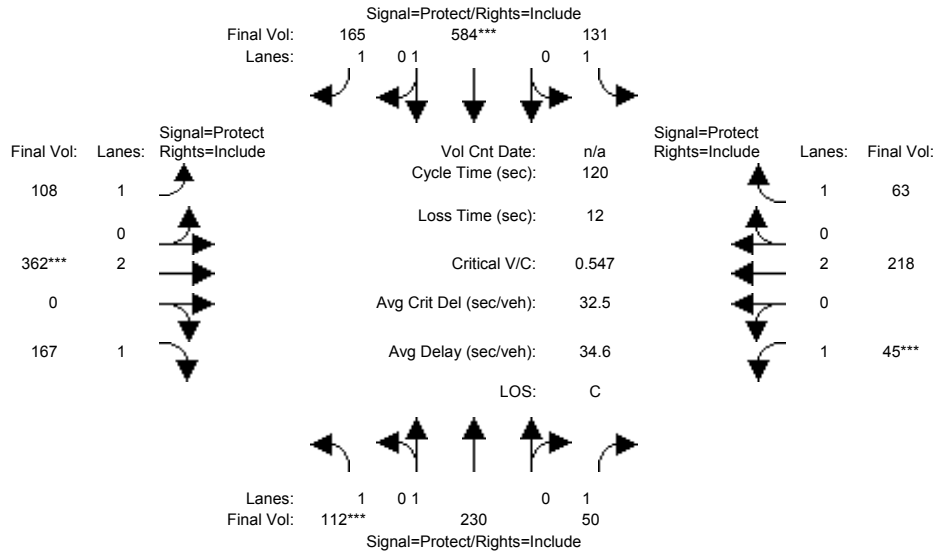 Signal=Protect/Rights=Include
Final Vol: 165 584*** 131
Lanes: 1 0 1 0 1
Signal=Protect Signal=Protect
Final Vol: Lanes: Rights=Include Vol Cnt Date: n/a Rights=Include Lanes: Final Vol:
Cycle Time (sec): 120
108 1 1 63
Loss Time (sec): 12
0 0
362*** 2 Critical V/C: 0.547 2 218
0 Avg Crit Del (sec/veh): 32.5 0
167 1 Avg Delay (sec/veh): 34.6 1 45***
LOS: C
Lanes: 1 0 1 0 1
Final Vol: 112*** 230 50
Signal=Protect/Rights=Include